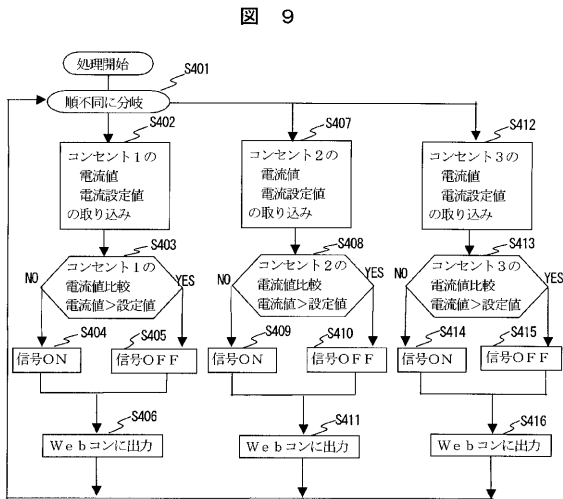 図 9
処理開始
S401
順不同に分岐
S402
コンセント1の
電流値
電流設定値
の取り込み
S407
コンセント2の
電流値
電流設定値
の取り込み
S412
コンセント3の
電流値
電流設定値
の取り込み
S403
NO
コンセント1の
電流値比較
電流値>設定値
YES
S408
NO
コンセント2の
電流値比較
電流値>設定値
YES
S413
NO
コンセント3の
電流値比較
電流値>設定値
YES
S404
信号ON
S405
信号OFF
S409
信号ON
S410
信号OFF
S414
信号ON
S415
信号OFF
S406
Webコンに出力
S411
Webコンに出力
S416
Webコンに出力